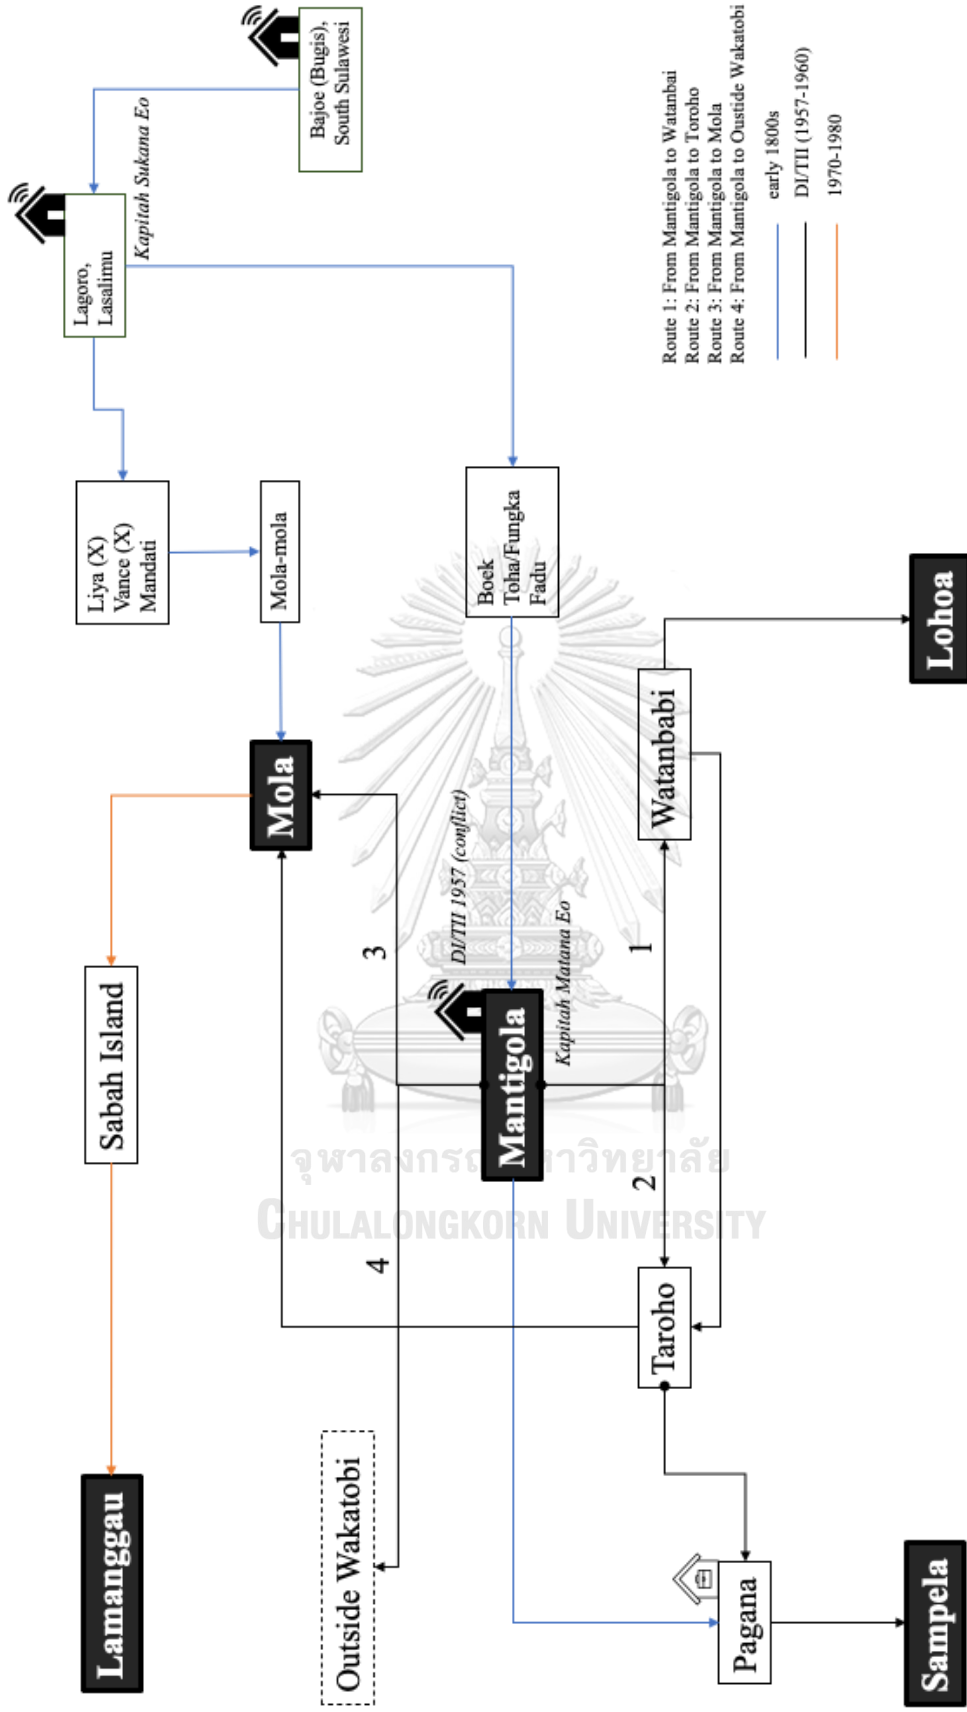 Bajoe (Bugis),
South Sulawesi
Kapitah Sukana Eo
Lagoro,
Lasalimu
Liya (X)
Vance (X)
Mandati
Mola-mola
Mola
Sabah Island
Lamanggau
Boek
Toha/Fungka
Fadu
DI/TII 1957 (conflict)
Mantigola
Kapitah Matana Eo
3
4
1
2
Outside Wakatobi
Watanbabi
Lohoa
Taroho
Pagana
Sampela
Route 1: From Mantigola to Watanbai
Route 2: From Mantigola to Toroho
Route 3: From Mantigola to Mola
Route 4: From Mantigola to Oustide Wakatobi
early 1800s
DI/TII (1957-1960)
1970-1980
จุฬาลงกรณ์มหาวิทยาลัย
CHULALONGKORN UNIVERSITY